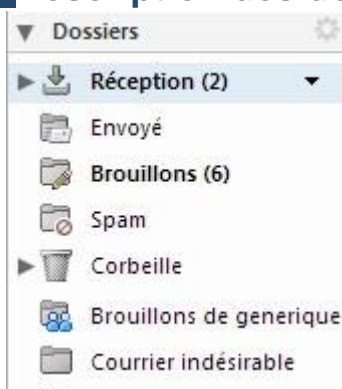 Dossiers
Réception (2)
Envoyé
Brouillons (6)
Spam
Corbeille
Brouillons de generique
Courrier indésirable